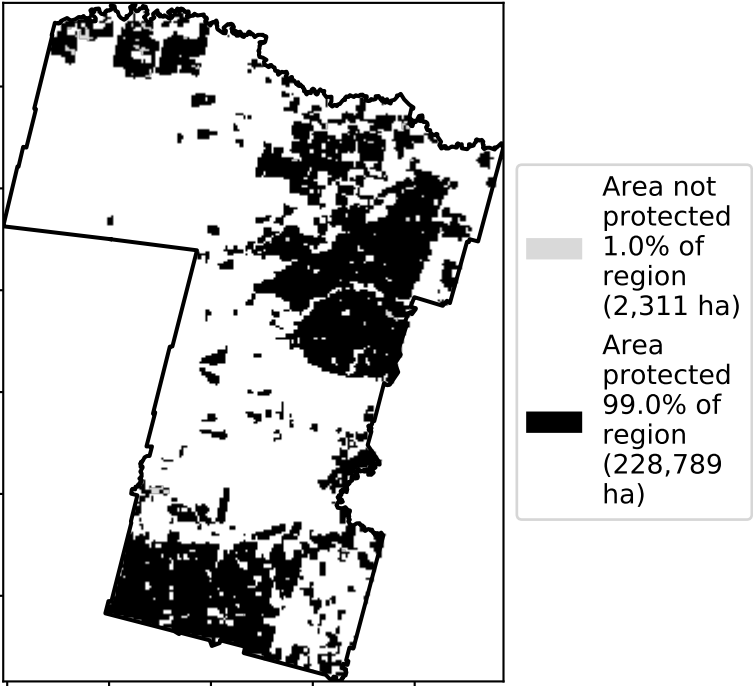 Area not
protected
1.0% of
region
(2,311 ha)
Area
protected
99.0% of
region
(228,789
ha)